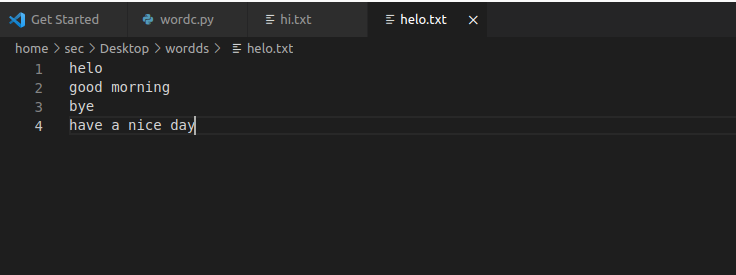 Get Started wordc.py hi.txt helo.txt
home > sec > Desktop > wordds > helo.txt
1 helo
2 good morning
3 bye
4 have a nice day